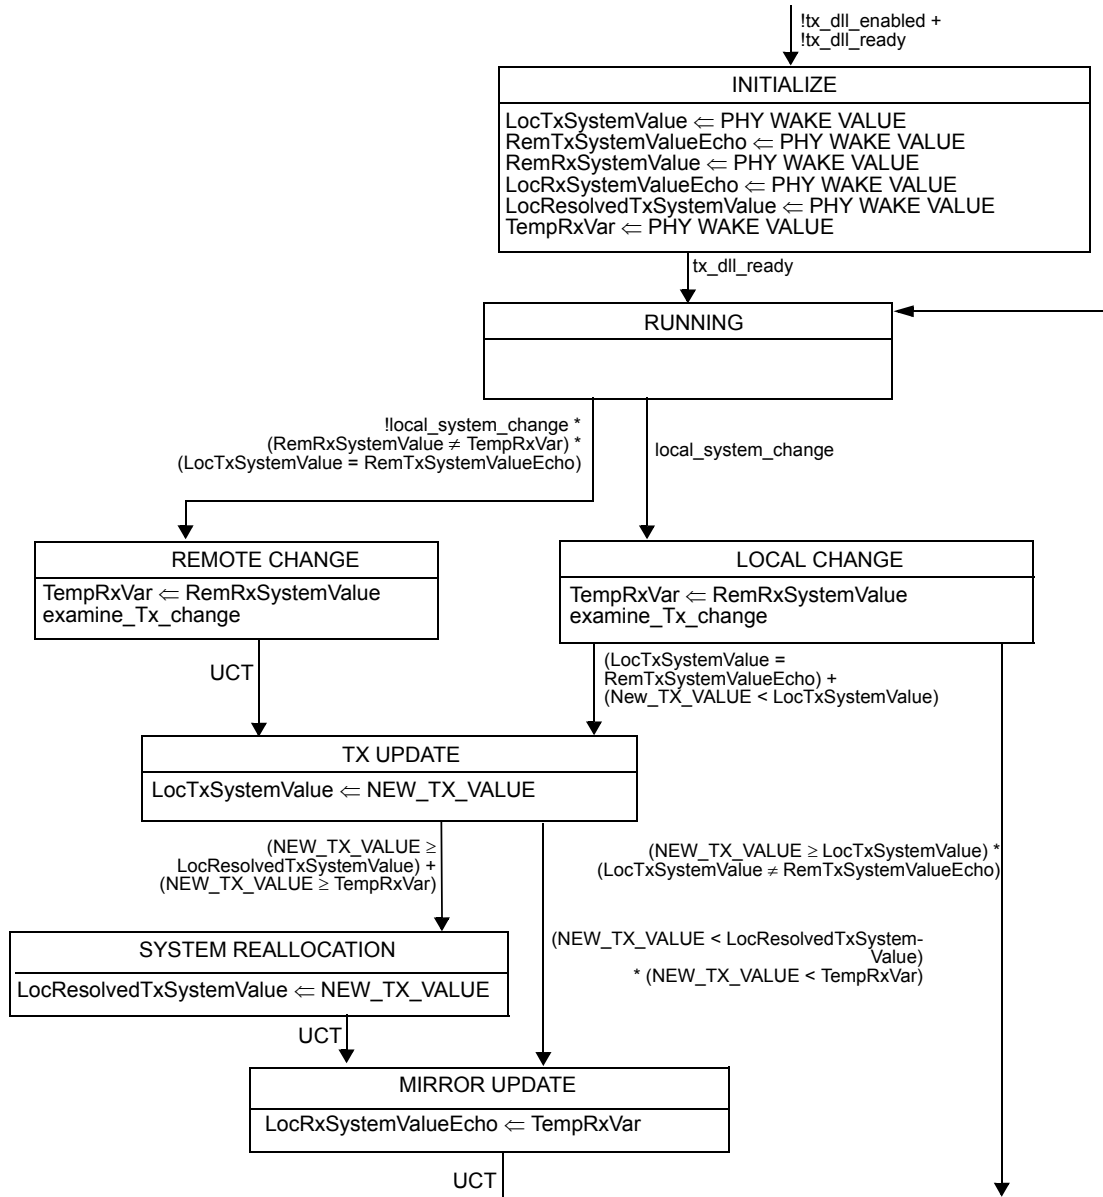 !tx_dll_enabled +
!tx_dll_ready
INITIALIZE
LocTxSystemValue ⇐ PHY WAKE VALUE
RemTxSystemValueEcho ⇐ PHY WAKE VALUE
RemRxSystemValue ⇐ PHY WAKE VALUE
LocRxSystemValueEcho ⇐ PHY WAKE VALUE
LocResolvedTxSystemValue ⇐ PHY WAKE VALUE
TempRxVar ⇐ PHY WAKE VALUE
tx_dll_ready
RUNNING
!local_system_change *
(RemRxSystemValue ≠ TempRxVar) *
(LocTxSystemValue = RemTxSystemValueEcho)
local_system_change
REMOTE CHANGE
TempRxVar ⇐ RemRxSystemValue
examine_Tx_change
LOCAL CHANGE
TempRxVar ⇐ RemRxSystemValue
examine_Tx_change
UCT
(LocTxSystemValue =
RemTxSystemValueEcho) +
(New_TX_VALUE < LocTxSystemValue)
TX UPDATE
LocTxSystemValue ⇐ NEW_TX_VALUE
(NEW_TX_VALUE ≥
LocResolvedTxSystemValue) +
(NEW_TX_VALUE ≥ TempRxVar)
(NEW_TX_VALUE ≥ LocTxSystemValue) *
(LocTxSystemValue ≠ RemTxSystemValueEcho)
(NEW_TX_VALUE < LocResolvedTxSystem-
Value)
* (NEW_TX_VALUE < TempRxVar)
SYSTEM REALLOCATION
LocResolvedTxSystemValue ⇐ NEW_TX_VALUE
UCT
MIRROR UPDATE
LocRxSystemValueEcho ⇐ TempRxVar
UCT